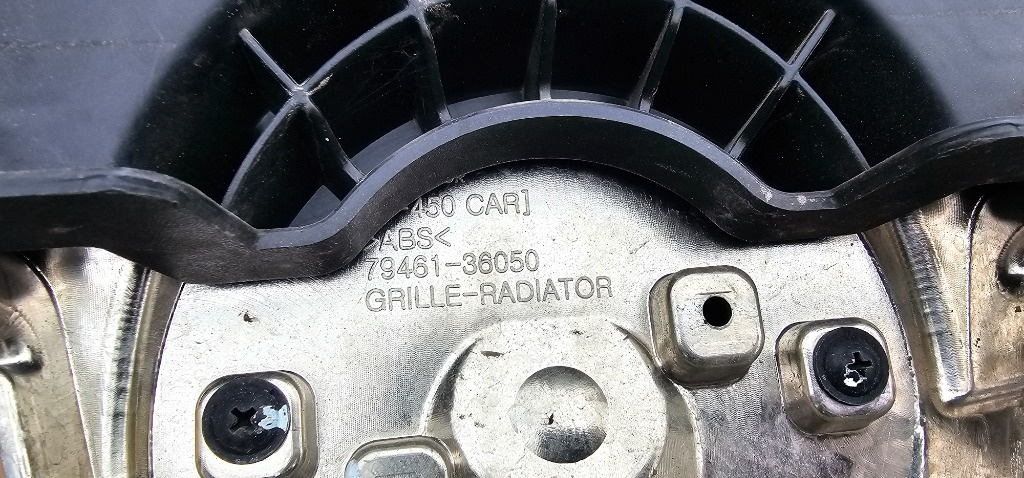 450 CAR]
>ABS<
79461-36050
GRILLE-RADIATOR